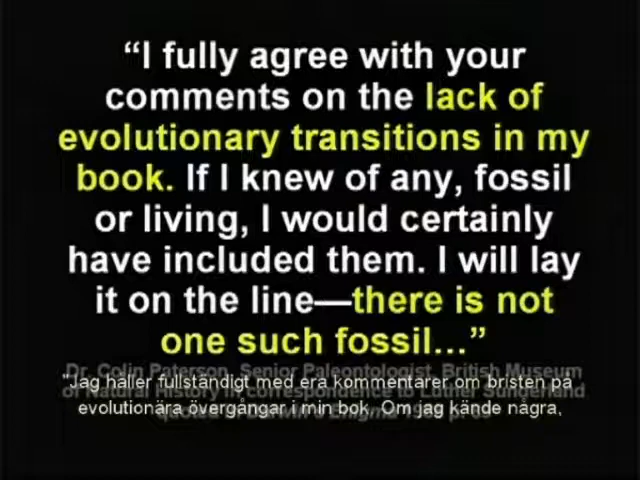 “I fully agree with your
comments on the lack of
evolutionary transitions in my
book. If I knew of any, fossil
or living, I would certainly
have included them. I will lay
it on the line—there is not
one such fossil...”
Dr. Colin Paterson, Senior Paleontologist, British Museum
"Jag håller fullständigt med era kommentarer om bristen på
of Natural History in correspondence to Luther Sunderland
evolutionära övergångar i min bok. Om jag kände några,